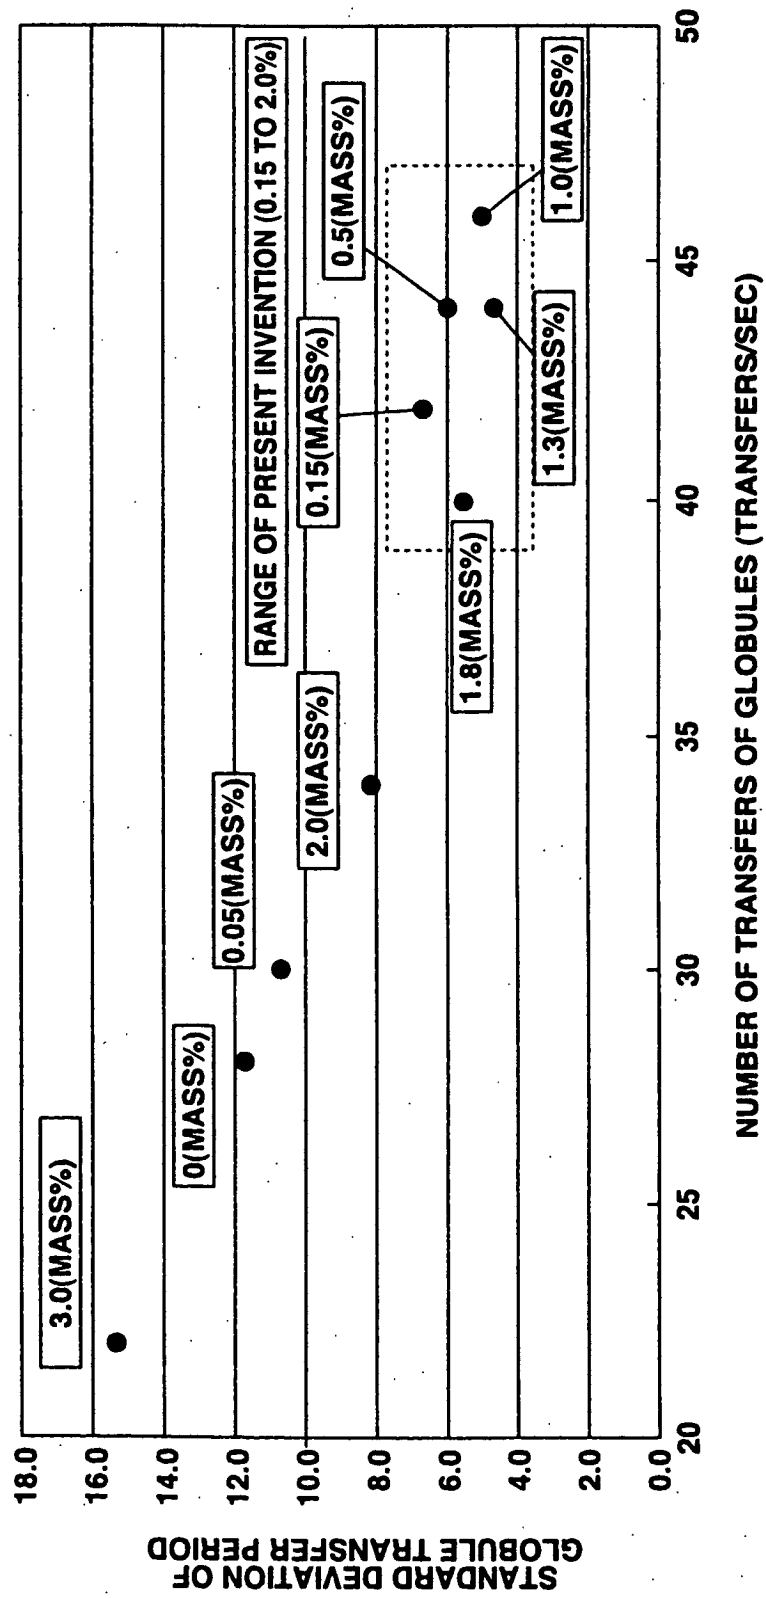 STANDARD DEVIATION OF
GLOBULE TRANSFER PERIOD
18.0
16.0
14.0
12.0
10.0
8.0
6.0
4.0
2.0
0.0
3.0(MASS%)
0(MASS%)
0.05(MASS%)
2.0(MASS%)
RANGE OF PRESENT INVENTION (0.15 TO 2.0%)
0.15(MASS%)
0.5(MASS%)
1.8(MASS%)
1.3(MASS%)
1.0(MASS%)
20
25
30
35
40
45
50
NUMBER OF TRANSFERS OF GLOBULES (TRANSFERS/SEC)